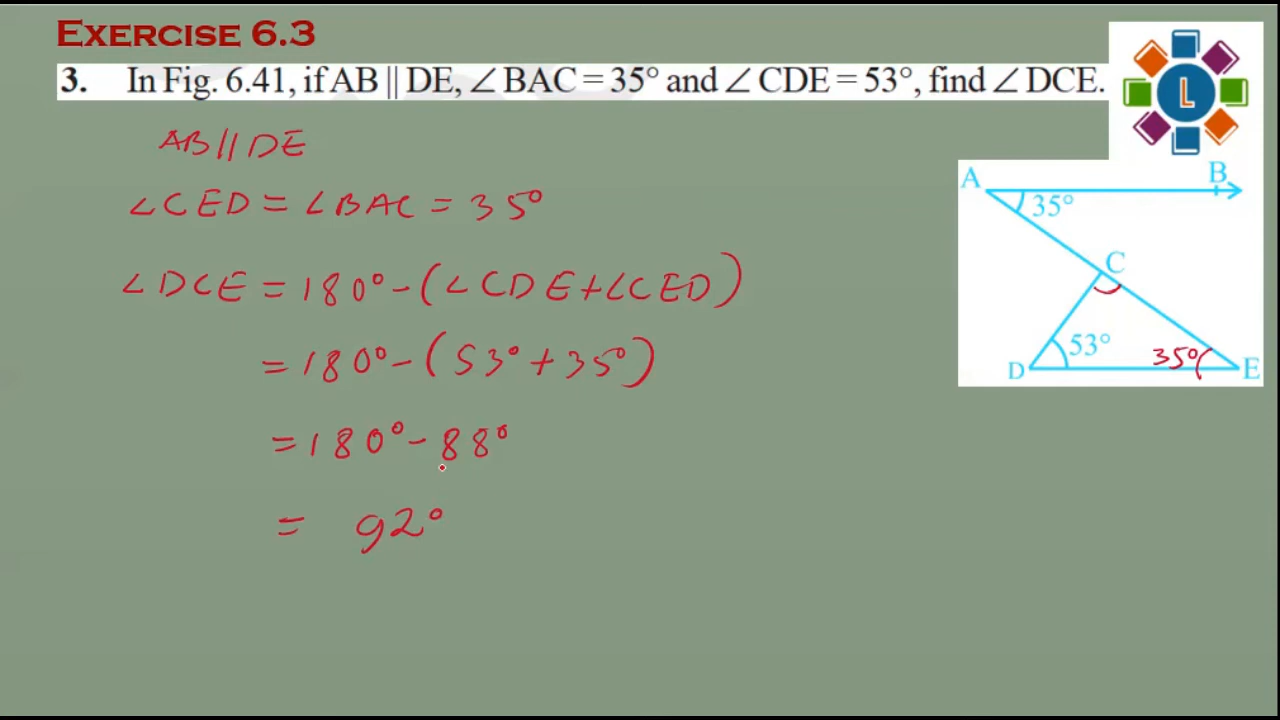 EXERCISE 6.3
3. In Fig. 6.41, if AB || DE, ∠ BAC = 35° and ∠ CDE = 53°, find ∠ DCE.
L
AB // DE
∠CED = ∠BAC = 35°
∠DCE = 180° - (∠CDE + ∠CED)
= 180° - (53° + 35°)
= 180° - 88°
= 92°
A B
35°
C
53° 35°
D E